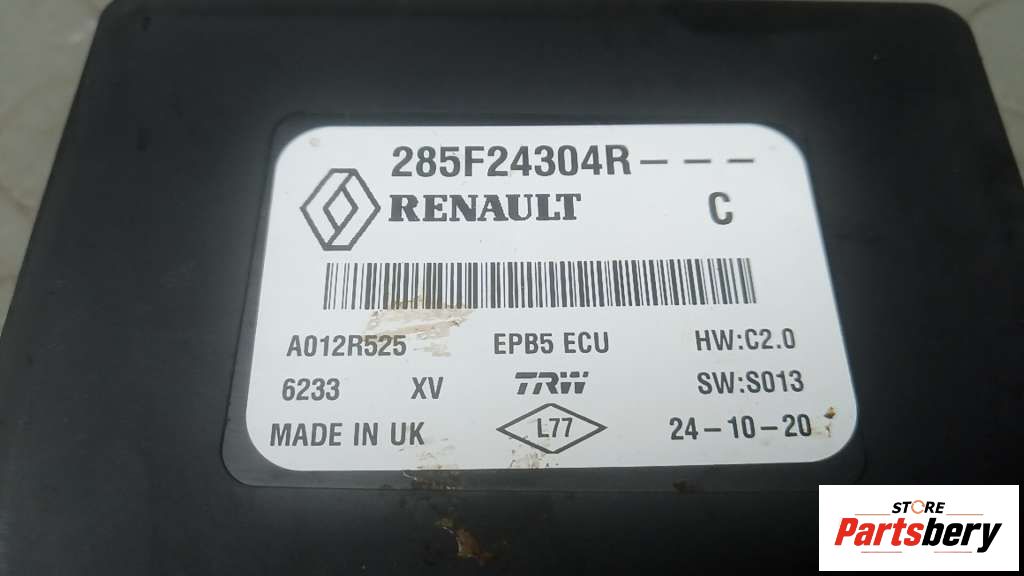 285F24304R---
RENAULT C
A012R525 EPB5 ECU HW:C2.0
6233 XV TRW SW:S013
MADE IN UK L77 24-10-20
STORE
Partsbery